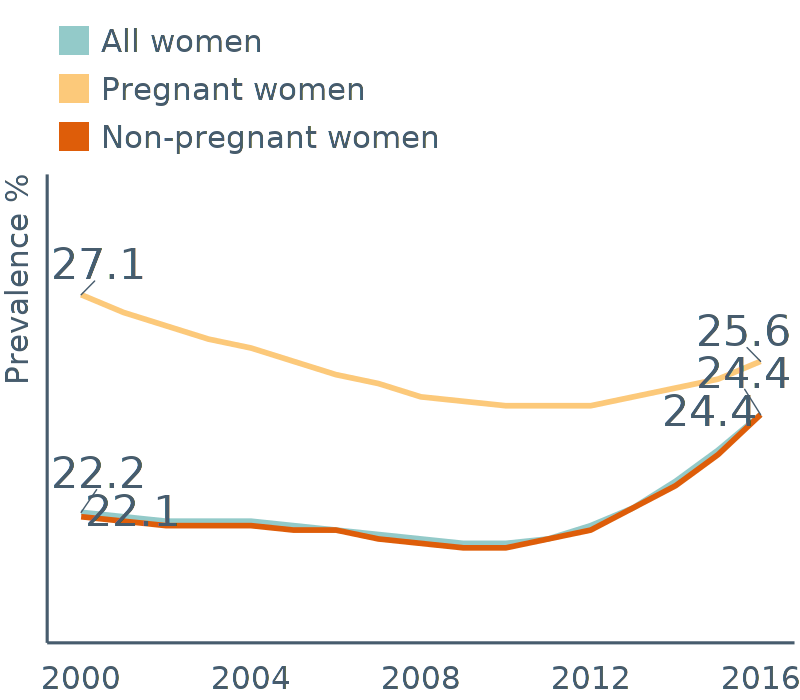 All women
Pregnant women
Non-pregnant women
Prevalence %
27.1
25.6
24.4
24.4
22.2
22.1
2000 2004 2008 2012 2016